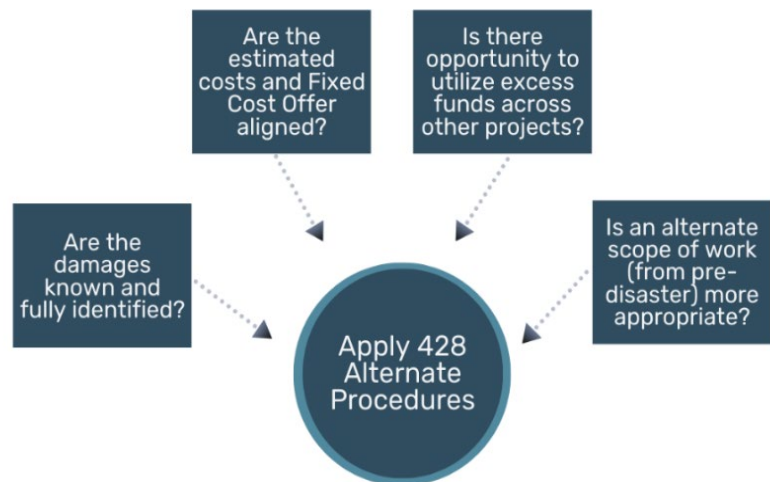 Are the
estimated
costs and Fixed
Cost Offer
aligned?
Is there
opportunity to
utilize excess
funds across
other projects?
Are the
damages
known and
fully identified?
Is an alternate
scope of work
(from pre-
disaster) more
appropriate?
Apply 428
Alternate
Procedures